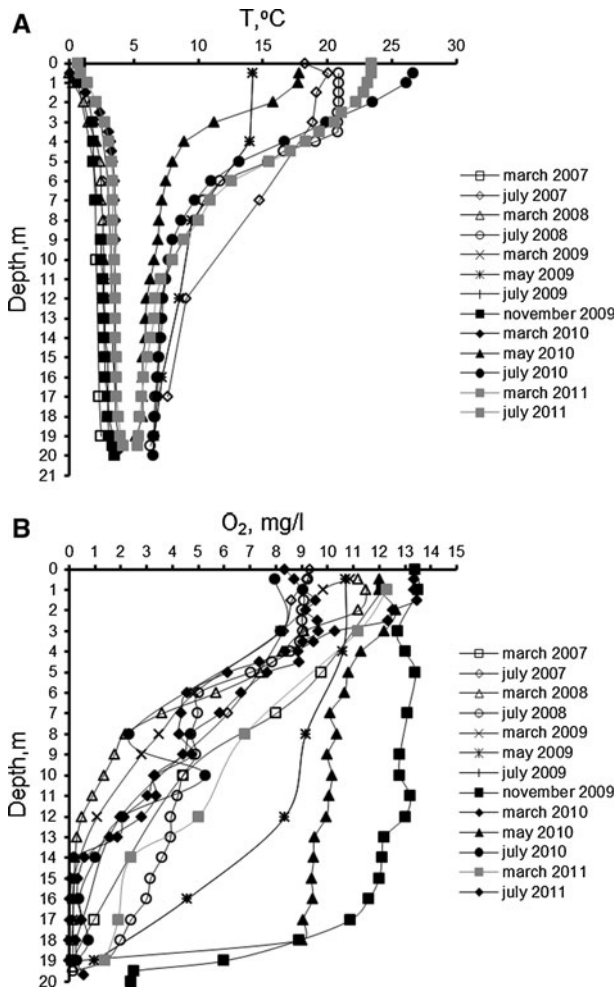 A
T,ºC
0 5 10 15 20 25 30
Depth,m
0
1
2
3
4
5
6
7
8
9
10
11
12
13
14
15
16
17
18
19
20
21
march 2007
july 2007
march 2008
july 2008
march 2009
may 2009
july 2009
november 2009
march 2010
may 2010
july 2010
march 2011
july 2011
B
O2, mg/l
0 1 2 3 4 5 6 7 8 9 10 11 12 13 14 15
Depth,m
0
1
2
3
4
5
6
7
8
9
10
11
12
13
14
15
16
17
18
19
20
march 2007
july 2007
march 2008
july 2008
march 2009
may 2009
july 2009
november 2009
march 2010
may 2010
july 2010
march 2011
july 2011